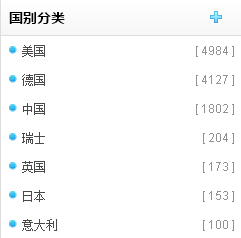 国别分类
美国 [ 4984 ]
德国 [ 4127 ]
中国 [ 1802 ]
瑞士 [ 204 ]
英国 [ 173 ]
日本 [ 153 ]
意大利 [ 100 ]